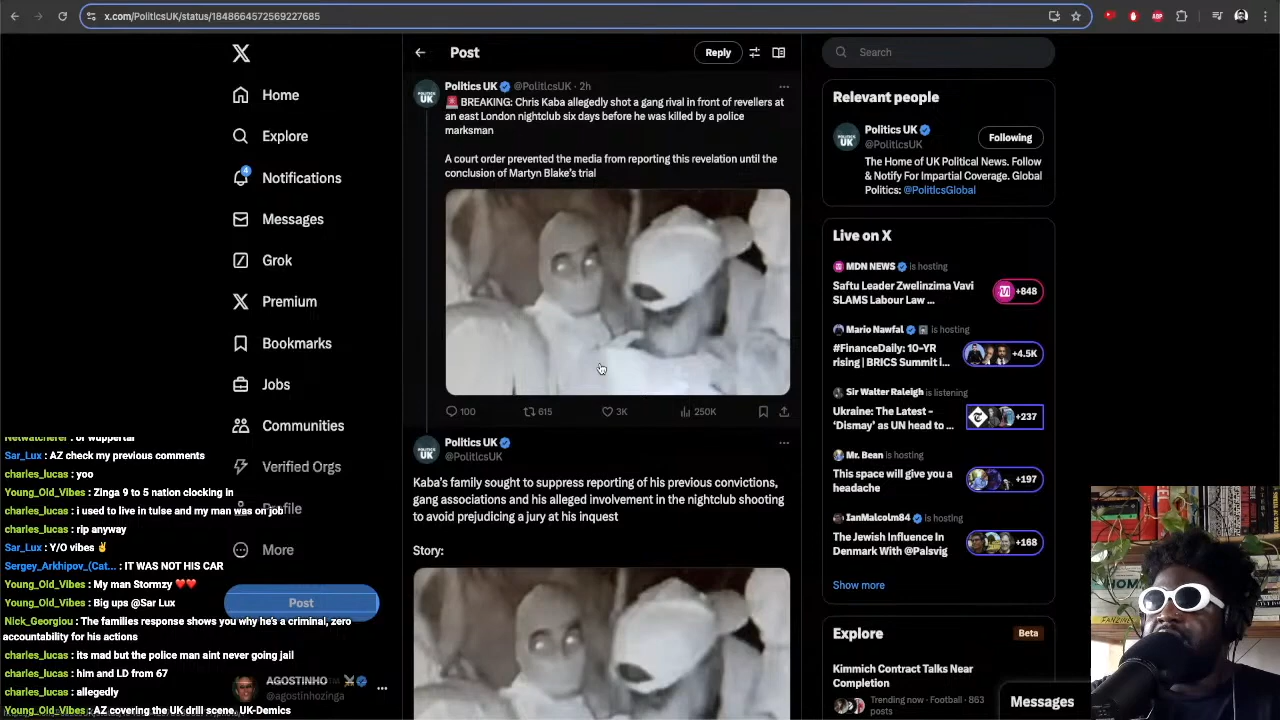 x.com/PoliticsUK/status/1848664572569227685
Home
Explore
4
Notifications
Messages
Grok
Premium
Bookmarks
Jobs
Communities
Verified Orgs
Profile
More
Post
AGOSTINHO
@agostinhozinga
Post
Reply
Politics UK @PolitlcsUK · 2h
🚨 BREAKING: Chris Kaba allegedly shot a gang rival in front of revellers at
an east London nightclub six days before he was killed by a police
marksman
A court order prevented the media from reporting this revelation until the
conclusion of Martyn Blake's trial
100 615 3K 250K
Politics UK
@PolitlcsUK
Kaba's family sought to suppress reporting of his previous convictions,
gang associations and his alleged involvement in the nightclub shooting
to avoid prejudicing a jury at his inquest
Story:
Search
Relevant people
Politics UK
@PolitlcsUK
Following
The Home of UK Political News. Follow
& Notify For Impartial Coverage. Global
Politics: @PolitlcsGlobal
Live on X
MDN NEWS is hosting
Saftu Leader Zwelinzima Vavi
SLAMS Labour Law ...
+848
Mario Nawfal is hosting
#FinanceDaily: 10-YR
rising | BRICS Summit i...
+4.5K
Sir Walter Raleigh is listening
Ukraine: The Latest -
'Dismay' as UN head to ...
+237
Mr. Bean is hosting
This space will give you a
headache
+197
IanMalcolm84 is hosting
The Jewish Influence In
Denmark With @Palsvig
+168
Show more
Explore
Beta
Kimmich Contract Talks Near
Completion
Trending now · Football · 863
posts
Messages
Netwatcherer : of wuppertal
Sar_Lux : AZ check my previous comments
charles_lucas : yoo
Young_Old_Vibes : Zinga 9 to 5 nation clocking in
charles_lucas : i used to live in tulse and my man was on job
charles_lucas : rip anyway
Sar_Lux : Y/O vibes ✌️
Sergey_Arkhipov_(Cat... : IT WAS NOT HIS CAR
Young_Old_Vibes : My man Stormzy ❤️❤️
Young_Old_Vibes : Big ups @Sar Lux
Nick_Georgiou : The families response shows you why he's a criminal, zero
accountability for his actions
charles_lucas : its mad but the police man aint never going jail
charles_lucas : him and LD from 67
charles_lucas : allegedly
Young_Old_Vibes : AZ covering the UK drill scene. UK-Demics